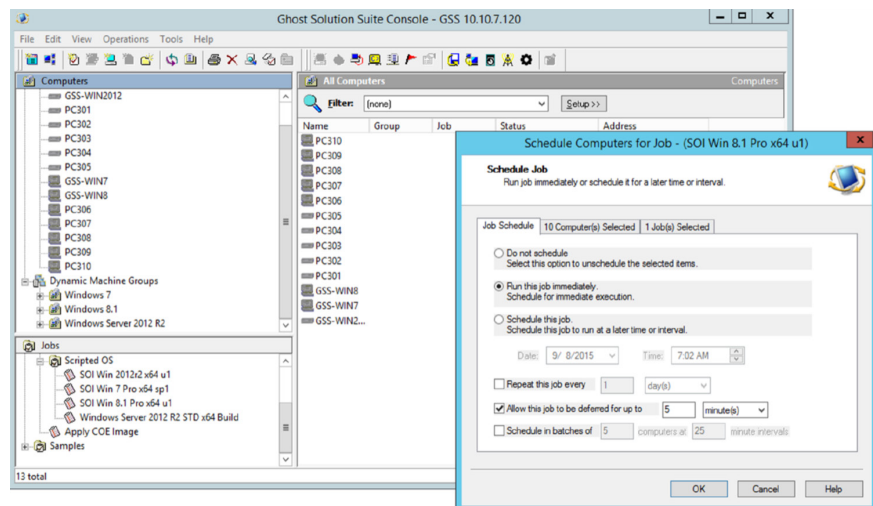 Ghost Solution Suite Console - GSS 10.10.7.120
File Edit View Operations Tools Help
Computers
GSS-WIN2012
PC301
PC302
PC303
PC304
PC305
GSS-WIN7
GSS-WIN8
PC306
PC307
PC308
PC309
PC310
Dynamic Machine Groups
Windows 7
Windows 8.1
Windows Server 2012 R2
Jobs
Scripted OS
SOI Win 2012r2 x64 u1
SOI Win 7 Pro x64 sp1
SOI Win 8.1 Pro x64 u1
Windows Server 2012 R2 STD x64 Build
Apply COE Image
Samples
13 total
All Computers Computers
Filter: (none) Setup >>
Name Group Job Status Address
PC310
PC309
PC308
PC307
PC306
PC305
PC304
PC303
PC302
PC301
GSS-WIN8
GSS-WIN7
GSS-WIN2...
Schedule Computers for Job - (SOI Win 8.1 Pro x64 u1)
Schedule Job
Run job immediately or schedule it for a later time or interval.
Job Schedule 10 Computer(s) Selected 1 Job(s) Selected
Do not schedule
Select this option to unschedule the selected items.
Run this job immediately.
Schedule for immediate execution.
Schedule this job.
Schedule this job to run at a later time or interval.
Date: 9/ 8/2015 Time: 7:02 AM
Repeat this job every 1 day(s)
Allow this job to be deferred for up to 5 minute(s)
Schedule in batches of 5 computers at 25 minute intervals
OK Cancel Help